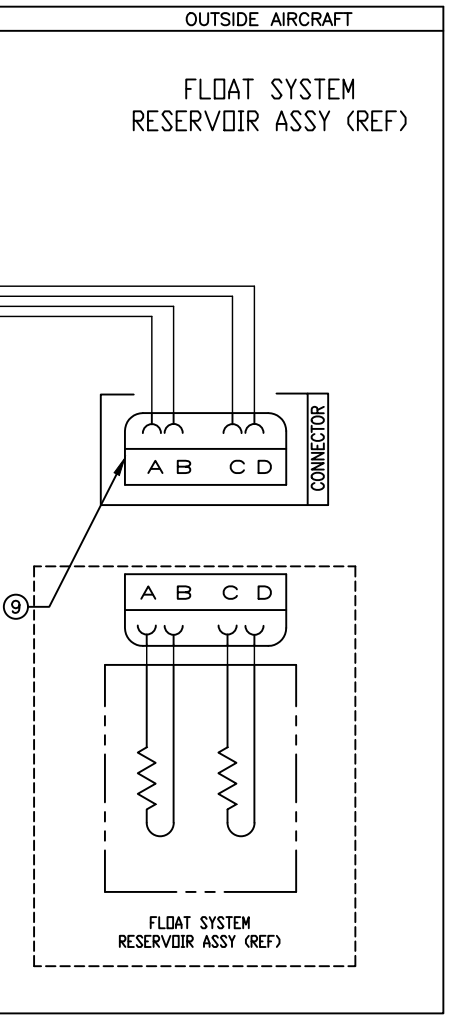 OUTSIDE AIRCRAFT
FLOAT SYSTEM
RESERVOIR ASSY (REF)
CONNECTOR
A B C D
9
A B C D
FLOAT SYSTEM
RESERVOIR ASSY (REF)